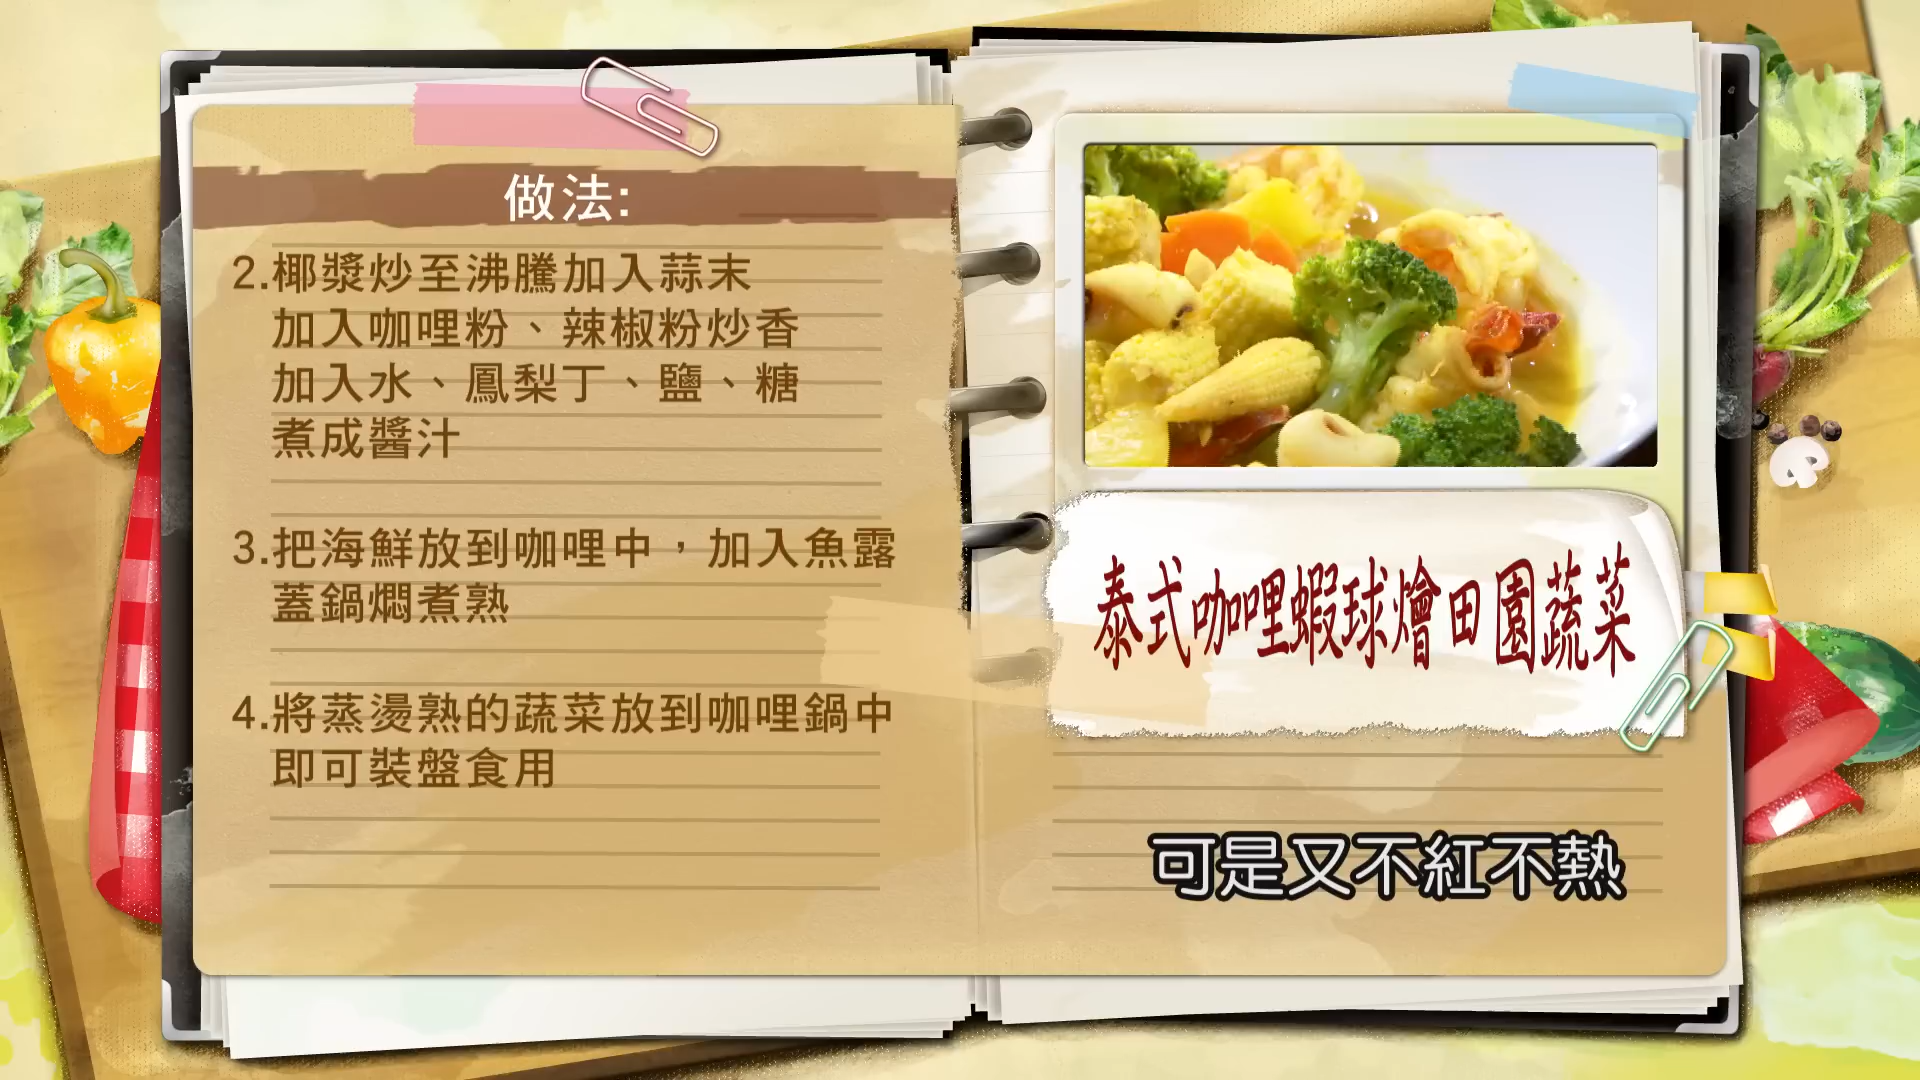 做法:
2.椰漿炒至沸騰加入蒜末
加入咖哩粉、辣椒粉炒香
加入水、鳳梨丁、鹽、糖
煮成醬汁
3.把海鮮放到咖哩中，加入魚露
蓋鍋燜煮熟
4.將蒸燙熟的蔬菜放到咖哩鍋中
即可裝盤食用
泰式咖哩蝦球燴田園蔬菜
可是又不紅不熱